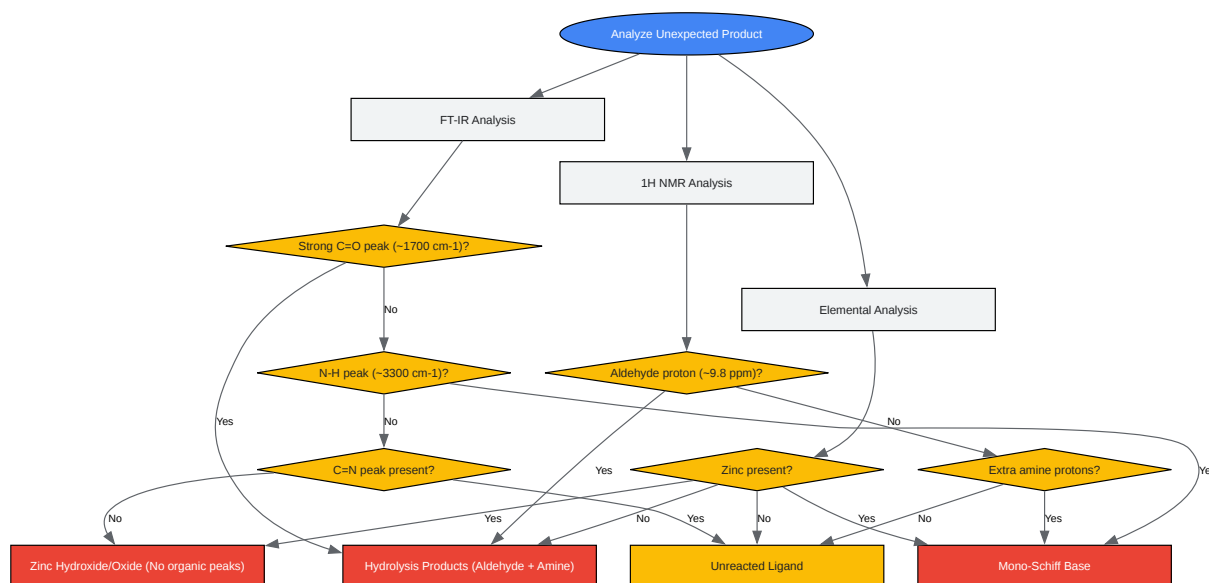 Analyze Unexpected Product
FT-IR Analysis
1H NMR Analysis
Strong C=O peak (~1700 cm-1)?
Elemental Analysis
No
N-H peak (~3300 cm-1)?
Aldehyde proton (~9.8 ppm)?
Yes
No
No
C=N peak present?
Zinc present?
Extra amine protons?
Yes
Ye
No
Yes
No
Yes
No
Yes
No
Yes
Zinc Hydroxide/Oxide (No organic peaks)
Hydrolysis Products (Aldehyde + Amine)
Unreacted Ligand
Mono-Schiff Base